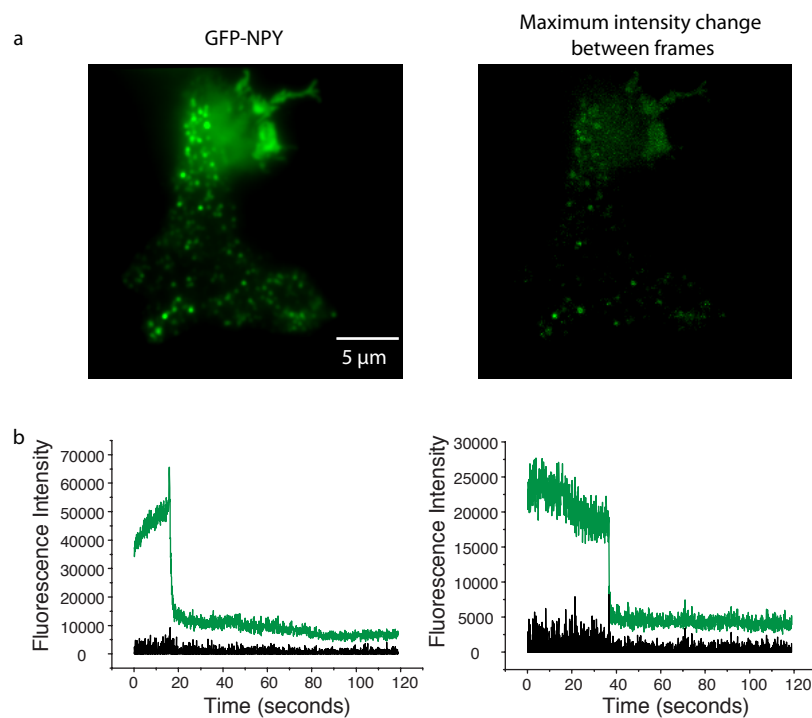 a
GFP-NPY
Maximum intensity change
between frames
5 µm
b
Fluorescence Intensity
70000
60000
50000
40000
30000
20000
10000
0
0 20 40 60 80 100 120
Time (seconds)
Fluorescence Intensity
30000
25000
20000
15000
10000
5000
0
0 20 40 60 80 100 120
Time (seconds)